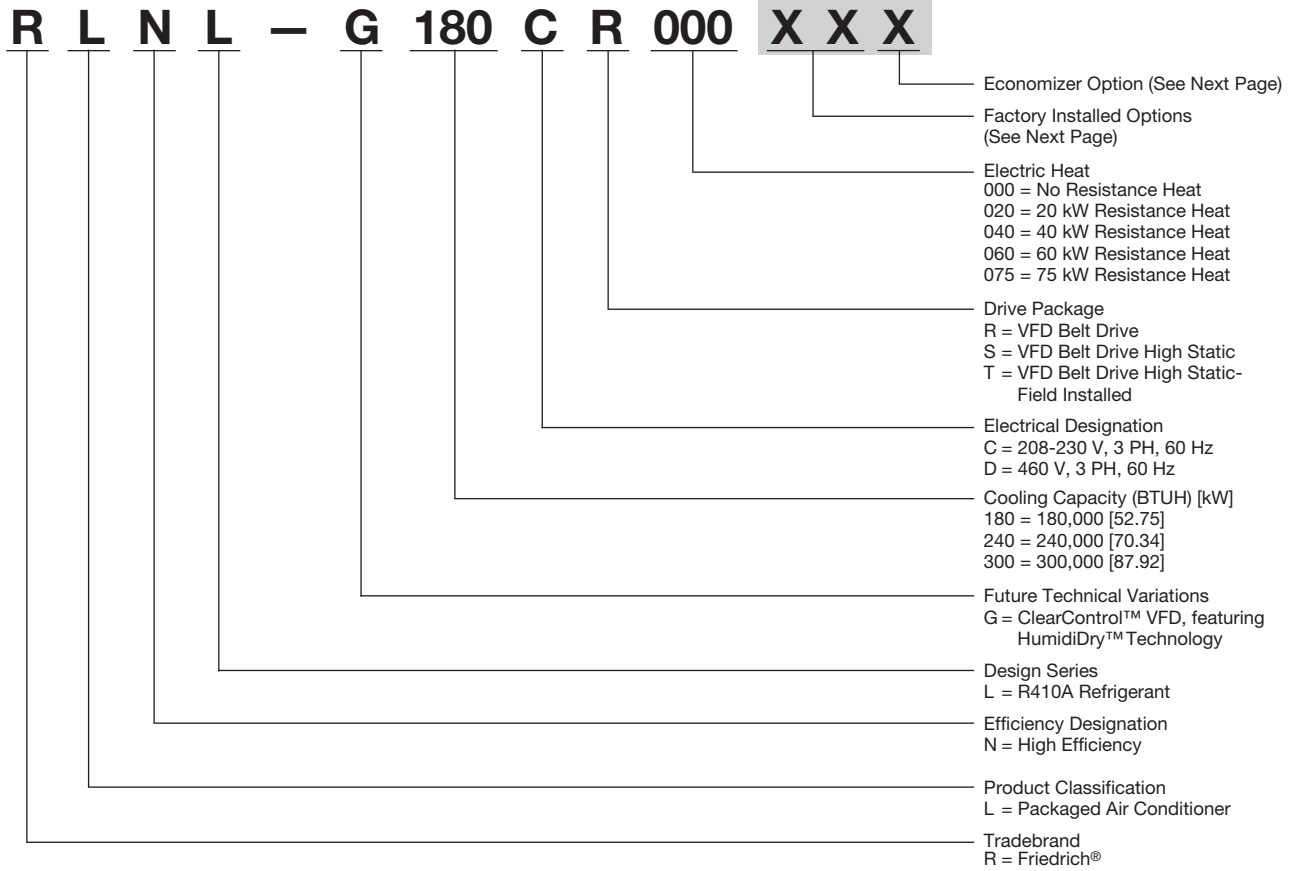 R L N L – G 180 C R 000 X X X
Economizer Option (See Next Page)
Factory Installed Options
(See Next Page)
Electric Heat
000 = No Resistance Heat
020 = 20 kW Resistance Heat
040 = 40 kW Resistance Heat
060 = 60 kW Resistance Heat
075 = 75 kW Resistance Heat
Drive Package
R = VFD Belt Drive
S = VFD Belt Drive High Static
T = VFD Belt Drive High Static-
Field Installed
Electrical Designation
C = 208-230 V, 3 PH, 60 Hz
D = 460 V, 3 PH, 60 Hz
Cooling Capacity (BTUH) [kW]
180 = 180,000 [52.75]
240 = 240,000 [70.34]
300 = 300,000 [87.92]
Future Technical Variations
G = ClearControl™ VFD, featuring
HumidiDry™ Technology
Design Series
L = R410A Refrigerant
Efficiency Designation
N = High Efficiency
Product Classification
L = Packaged Air Conditioner
Tradebrand
R = Friedrich®